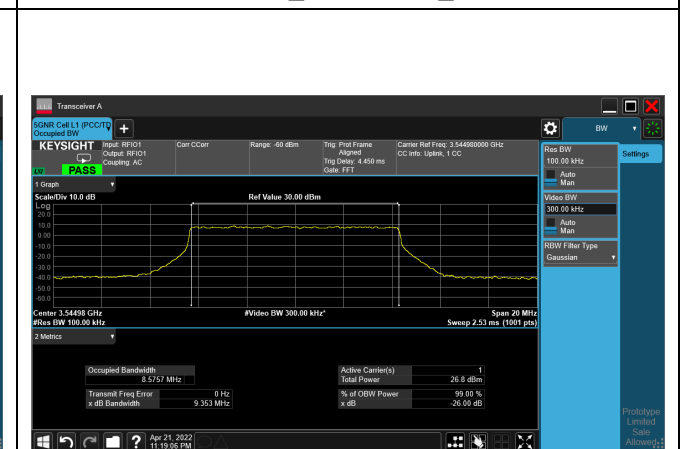 Transceiver A
5GNR Cell L1 (PCC/TD
Occupied BW
KEYSIGHT
PASS
Input: RFIO1
Output: RFIO1
Coupling: AC
Corr CCorr
Range: -60 dBm
Trig: Prot Frame
Aligned
Trig Delay: 4.450 ms
Gate: FFT
Carrier Ref Freq: 3.544980000 GHz
CC Info: Uplink, 1 CC
1 Graph
Scale/Div 10.0 dB
Ref Value 30.00 dBm
Log
20.0
10.0
0.00
-10.0
-20.0
-30.0
-40.0
-50.0
-60.0
Center 3.54498 GHz
#Video BW 300.00 kHz*
Span 20 MHz
#Res BW 100.00 kHz
Sweep 2.53 ms (1001 pts)
2 Metrics
Occupied Bandwidth
8.5757 MHz
Transmit Freq Error
0 Hz
x dB Bandwidth
9.353 MHz
Active Carrier(s)
1
Total Power
26.8 dBm
% of OBW Power
99.00 %
x dB
-26.00 dB
BW
Res BW
100.00 kHz
Auto
Man
Video BW
300.00 kHz
Auto
Man
RBW Filter Type
Gaussian
Settings
Prototype
Limited
Sale
Allowed
?
Apr 21, 2022
11:19:06 PM